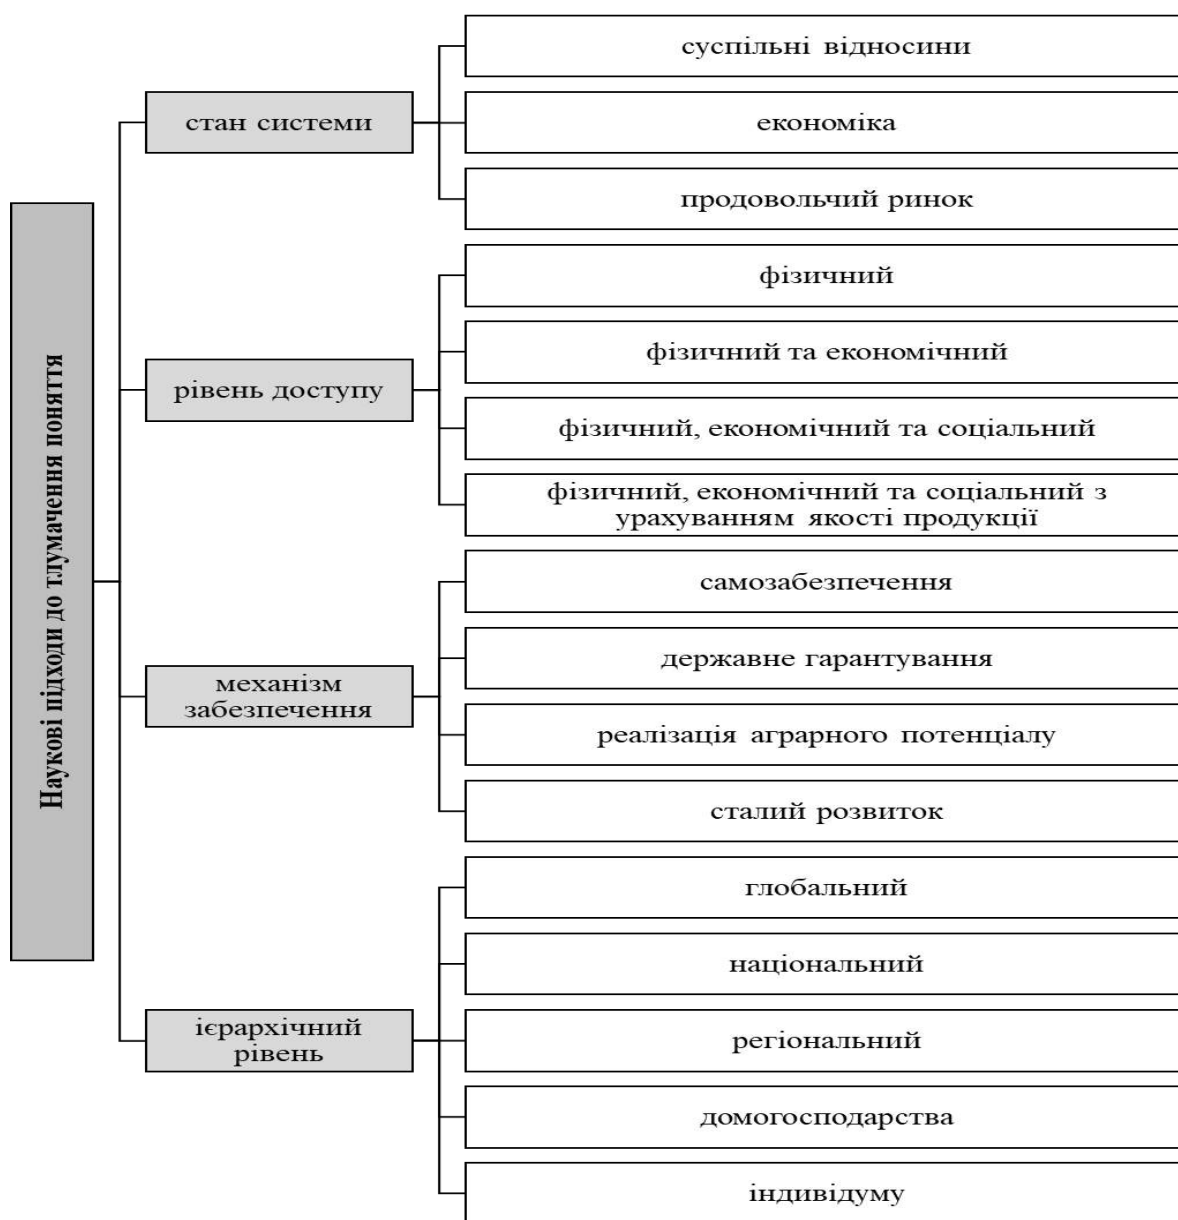 Наукові підходи до тлумачення поняття
стан системи
суспільні відносини
економіка
продовольчий ринок
рівень доступу
фізичний
фізичний та економічний
фізичний, економічний та соціальний
фізичний, економічний та соціальний з
урахуванням якості продукції
механізм
забезпечення
самозабезпечення
державне гарантування
реалізація аграрного потенціалу
сталий розвиток
ієрархічний
рівень
глобальний
національний
регіональний
домогосподарства
індивідуму